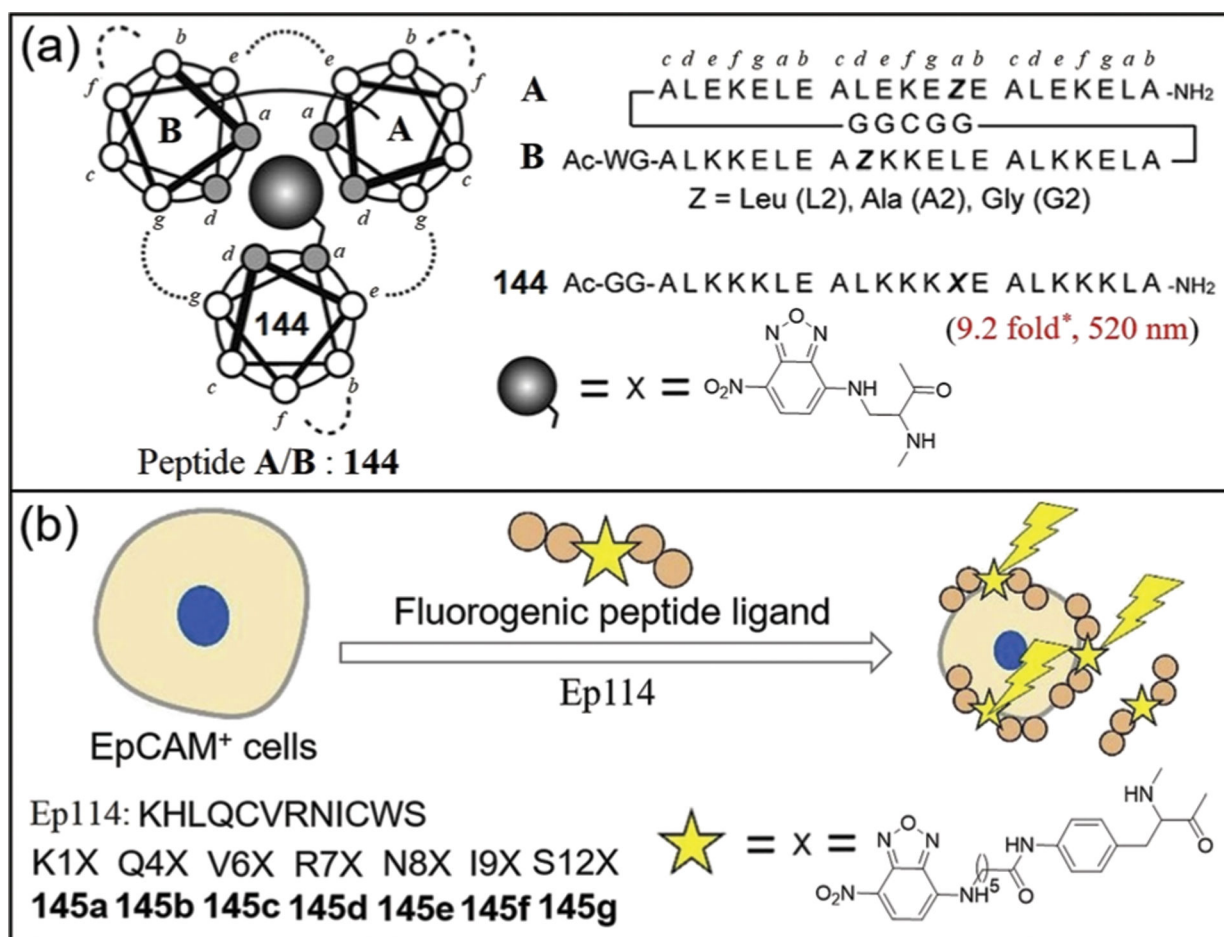 (a)
b
e
e
b
f
f
B
A
a
a
c
c
g
d
d
g
d
a
g
e
144
c
b
f
Peptide A/B : 144
c d e f g a b c d e f g a b c d e f g a b
A ALEKELE ALEKEZE ALEKELA -NH2
GGCGG
B Ac-WG-ALKKELE AZKKELE ALKKELA
Z = Leu (L2), Ala (A2), Gly (G2)
144 Ac-GG-ALKKKLE ALKKKXE ALKKKLA -NH2
(9.2 fold*, 520 nm)
= X =
O
N
N
O2N
NH
O
NH
(b)
Fluorogenic peptide ligand
Ep114
EpCAM+ cells
Ep114: KHLQCVRNICWS
K1X Q4X V6X R7X N8X I9X S12X
145a 145b 145c 145d 145e 145f 145g
= X =
O
N
N
O2N
NH
5
O
HN
HN
O